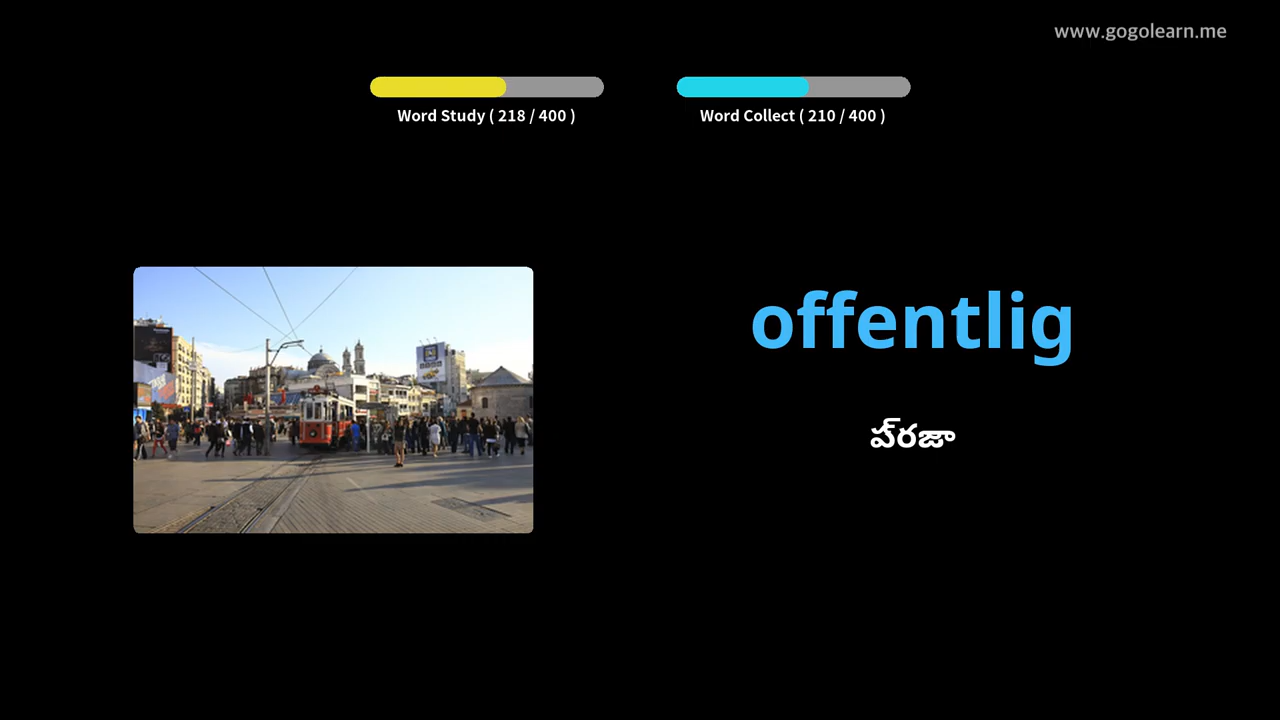 www.gogolearn.me
Word Study ( 218 / 400 )
Word Collect ( 210 / 400 )
offentlig
ప్రజా